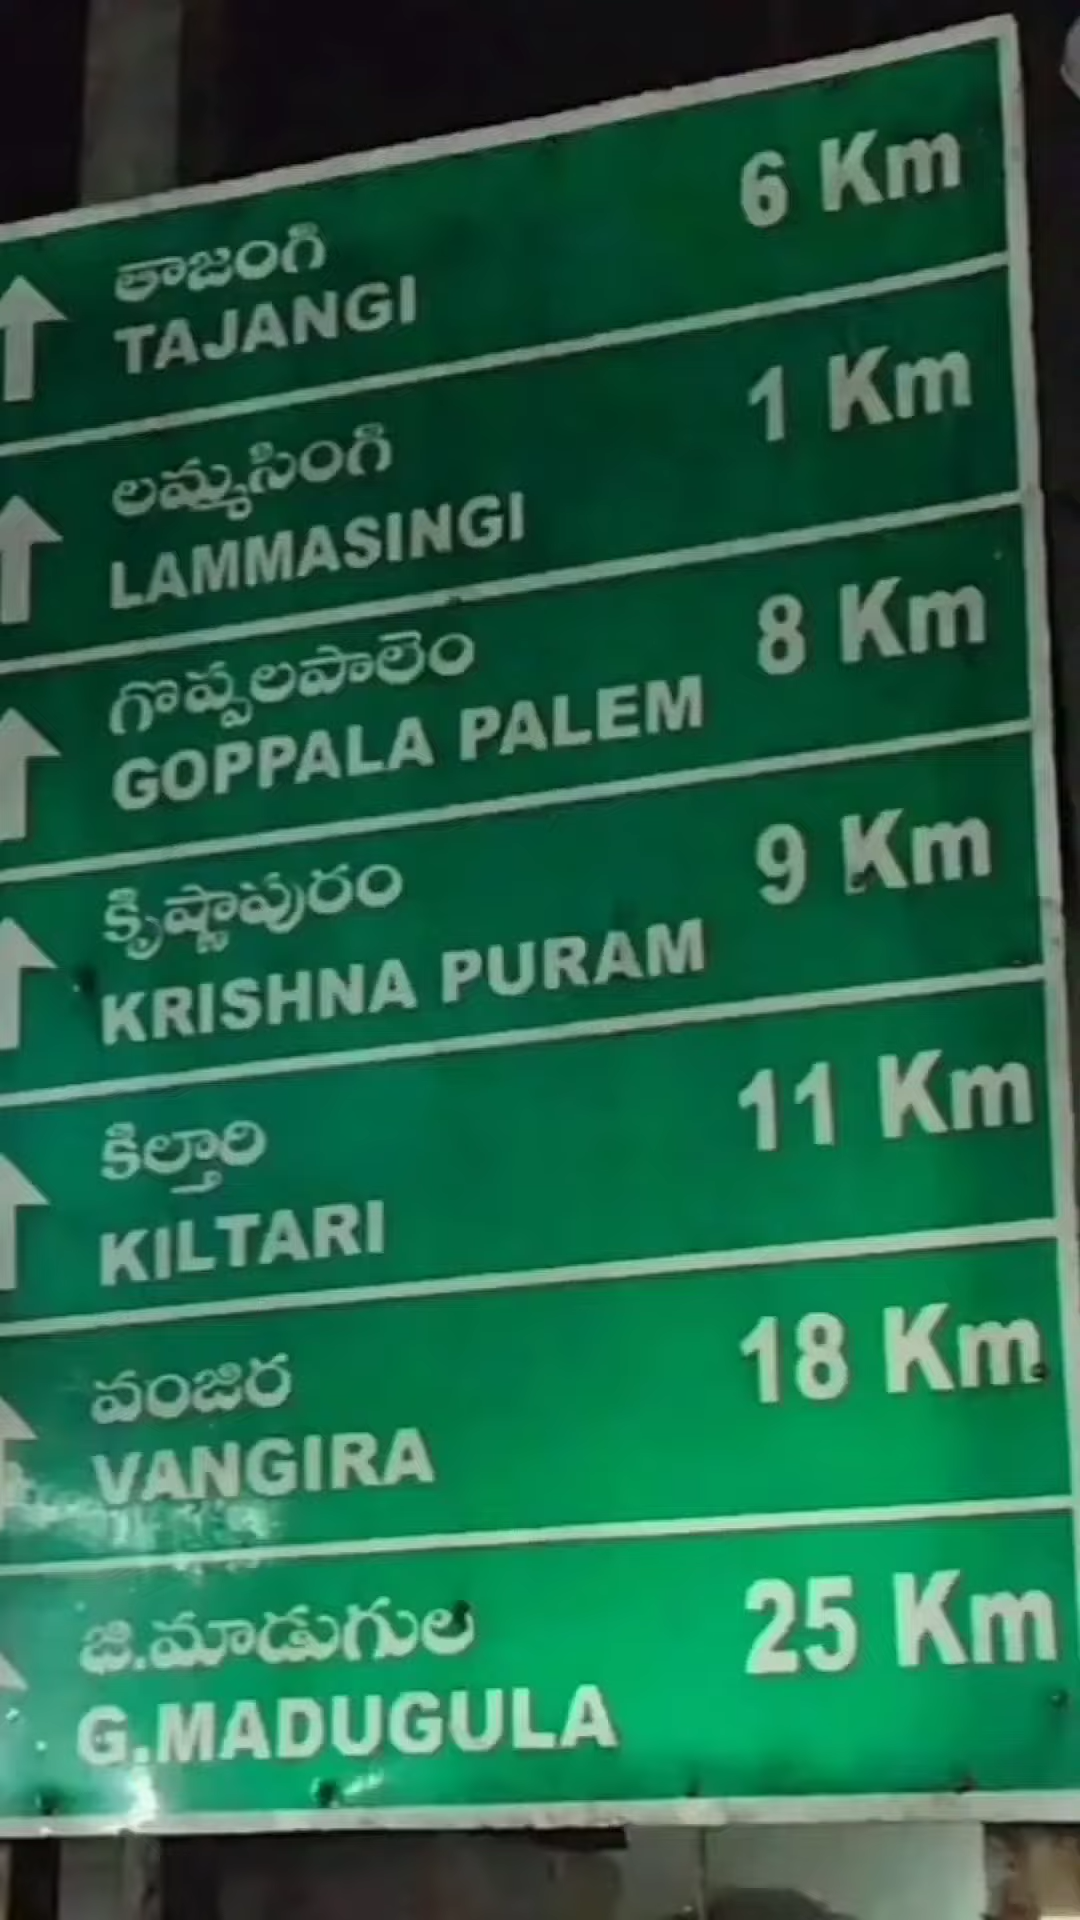 తాజంగి
TAJANGI
6 Km
లమ్మసింగి
LAMMASINGI
1 Km
గొప్పలపాలెం
GOPPALA PALEM
8 Km
క్రిష్ణాపురం
KRISHNA PURAM
9 Km
కిల్తారి
KILTARI
11 Km
వంజిర
VANGIRA
18 Km
జి.మాడుగుల
G.MADUGULA
25 Km